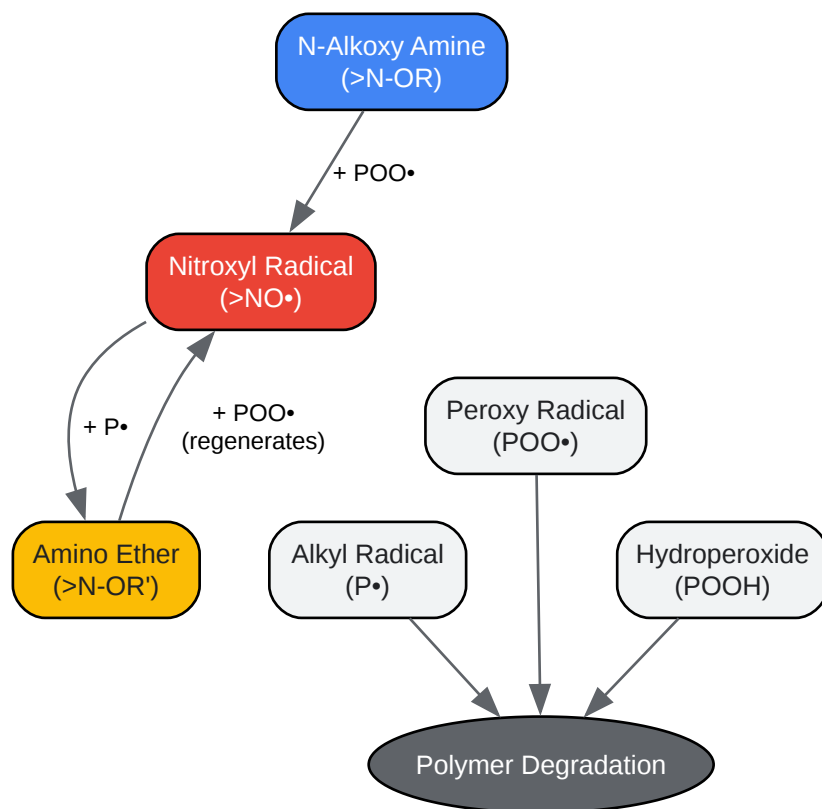 N-Alkoxy Amine
(>N-OR)
+ POO•
Nitroxyl Radical
(>NO•)
+ P•
+ POO•
(regenerates)
Peroxy Radical
(POO•)
Amino Ether
(>N-OR')
Alkyl Radical
(P•)
Hydroperoxide
(POOH)
Polymer Degradation